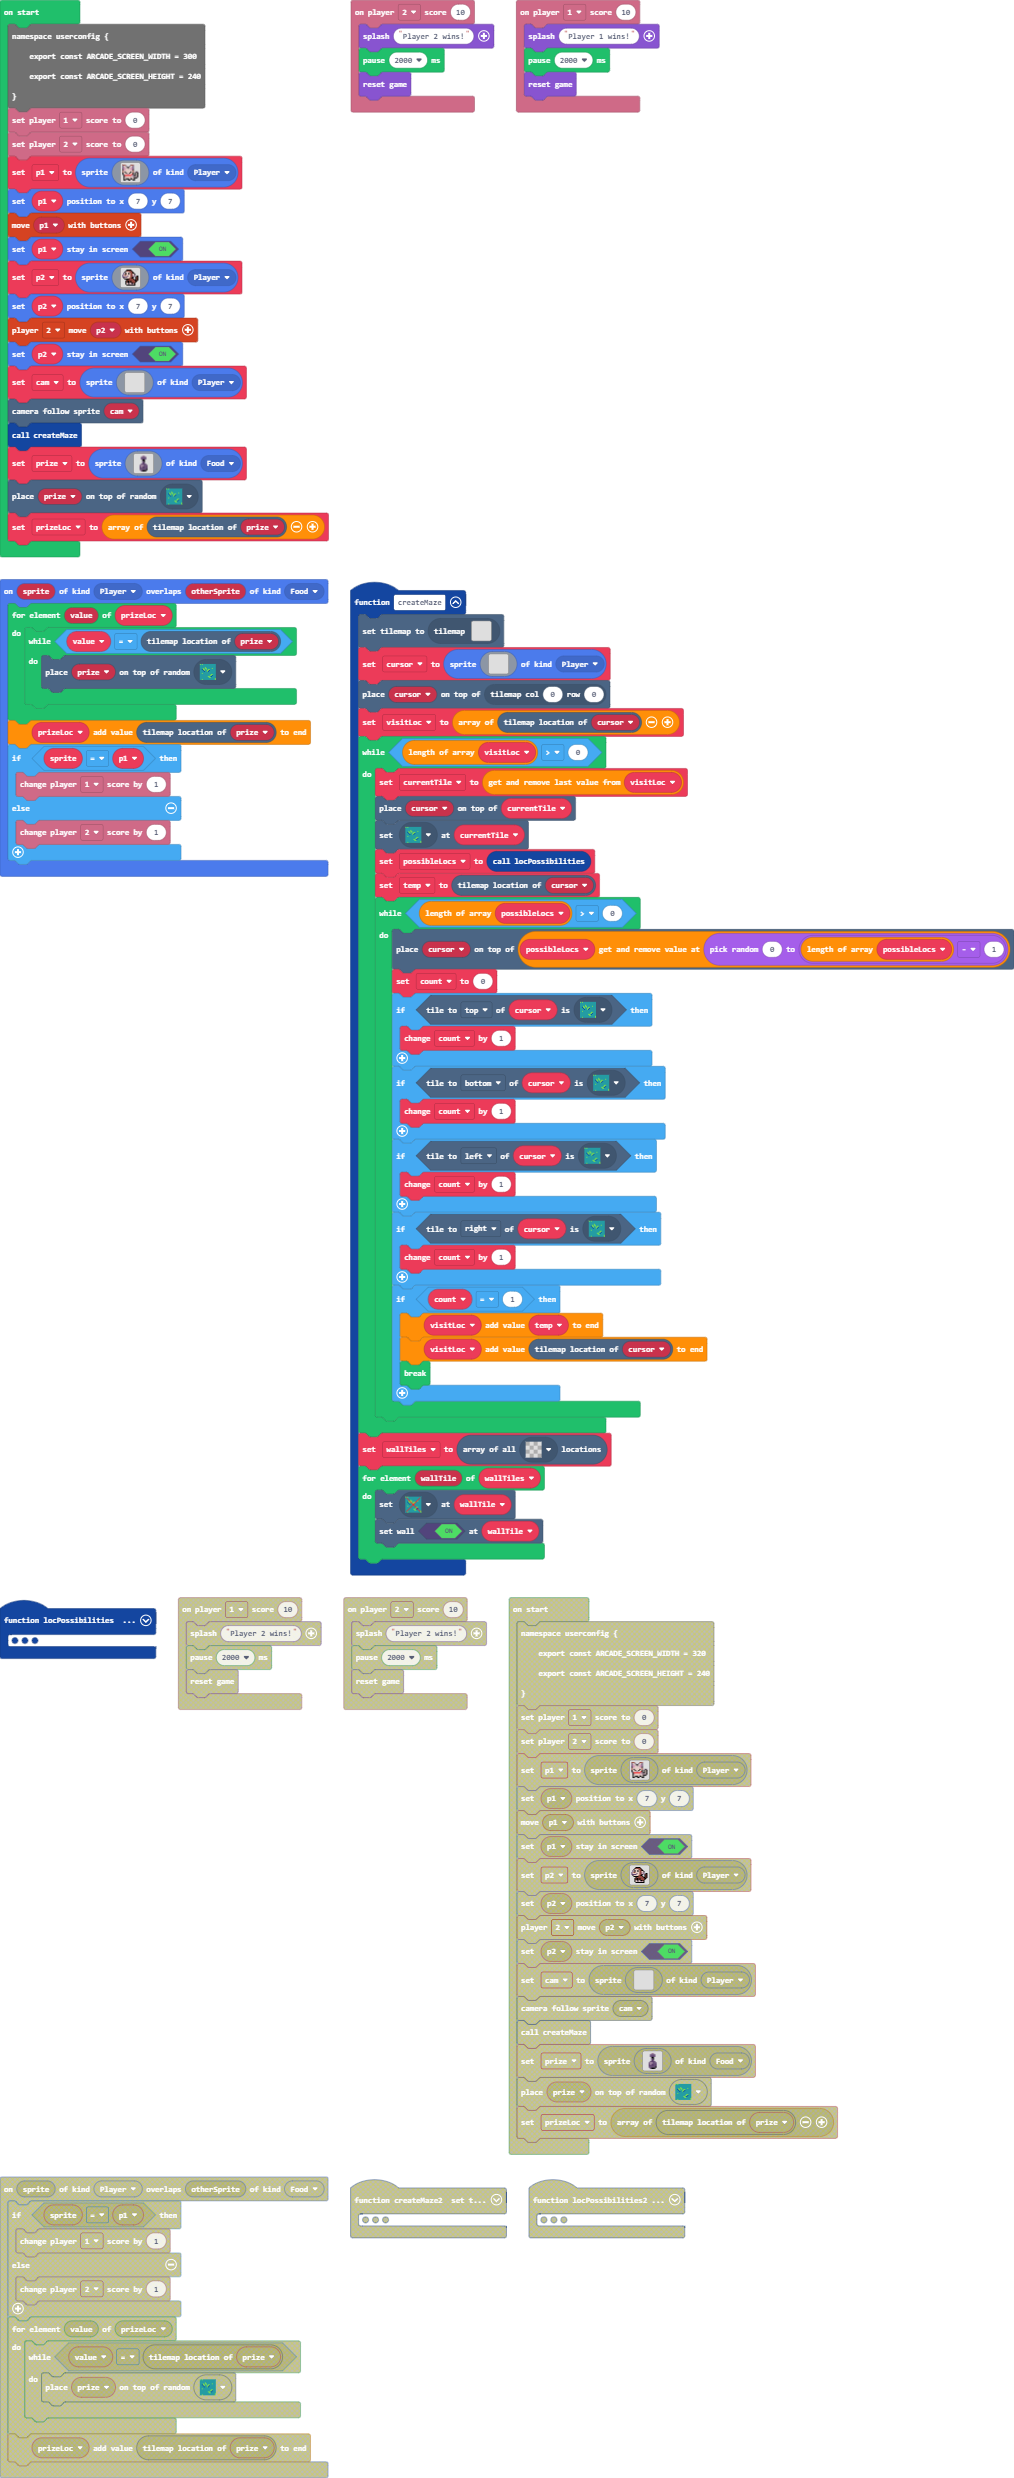 on start
namespace userconfig {
export const ARCADE_SCREEN_WIDTH = 300
export const ARCADE_SCREEN_HEIGHT = 240
}
set player 1 score to 0
set player 2 score to 0
set p1 to sprite of kind Player
set p1 position to x 7 y 7
move p1 with buttons
set p1 stay in screen ON
set p2 to sprite of kind Player
set p2 position to x 7 y 7
player 2 move p2 with buttons
set p2 stay in screen ON
set cam to sprite of kind Player
camera follow sprite cam
call createMaze
set prize to sprite of kind Food
place prize on top of random
set prizeLoc to array of tilemap location of prize
on player 2 score 10
splash "Player 2 wins!"
pause 2000 ms
reset game
on player 1 score 10
splash "Player 1 wins!"
pause 2000 ms
reset game
on sprite of kind Player overlaps otherSprite of kind Food
for element value of prizeLoc
do
while value = tilemap location of prize
do
place prize on top of random
prizeLoc add value tilemap location of prize to end
if sprite = p1 then
change player 1 score by 1
else
change player 2 score by 1
function createMaze
set tilemap to tilemap
set cursor to sprite of kind Player
place cursor on top of tilemap col 0 row 0
set visitLoc to array of tilemap location of cursor
while length of array visitLoc > 0
do
set currentTile to get and remove last value from visitLoc
place cursor on top of currentTile
set at currentTile
set possibleLocs to call locPossibilities
set temp to tilemap location of cursor
while length of array possibleLocs > 0
do
place cursor on top of possibleLocs get and remove value at pick random 0 to length of array possibleLocs - 1
set count to 0
if tile to top of cursor is then
change count by 1
if tile to bottom of cursor is then
change count by 1
if tile to left of cursor is then
change count by 1
if tile to right of cursor is then
change count by 1
if count = 1 then
visitLoc add value temp to end
visitLoc add value tilemap location of cursor to end
break
set wallTiles to array of all locations
for element wallTile of wallTiles
do
set at wallTile
set wall ON at wallTile
function locPossibilities ...
on player 1 score 10
splash "Player 2 wins!"
pause 2000 ms
reset game
on player 2 score 10
splash "Player 2 wins!"
pause 2000 ms
reset game
on start
namespace userconfig {
export const ARCADE_SCREEN_WIDTH = 320
export const ARCADE_SCREEN_HEIGHT = 240
}
set player 1 score to 0
set player 2 score to 0
set p1 to sprite of kind Player
set p1 position to x 7 y 7
move p1 with buttons
set p1 stay in screen ON
set p2 to sprite of kind Player
set p2 position to x 7 y 7
player 2 move p2 with buttons
set p2 stay in screen ON
set cam to sprite of kind Player
camera follow sprite cam
call createMaze
set prize to sprite of kind Food
place prize on top of random
set prizeLoc to array of tilemap location of prize
on sprite of kind Player overlaps otherSprite of kind Food
if sprite = p1 then
change player 1 score by 1
else
change player 2 score by 1
for element value of prizeLoc
do
while value = tilemap location of prize
do
place prize on top of random
prizeLoc add value tilemap location of prize to end
function createMaze2 set t...
function locPossibilities2 ...